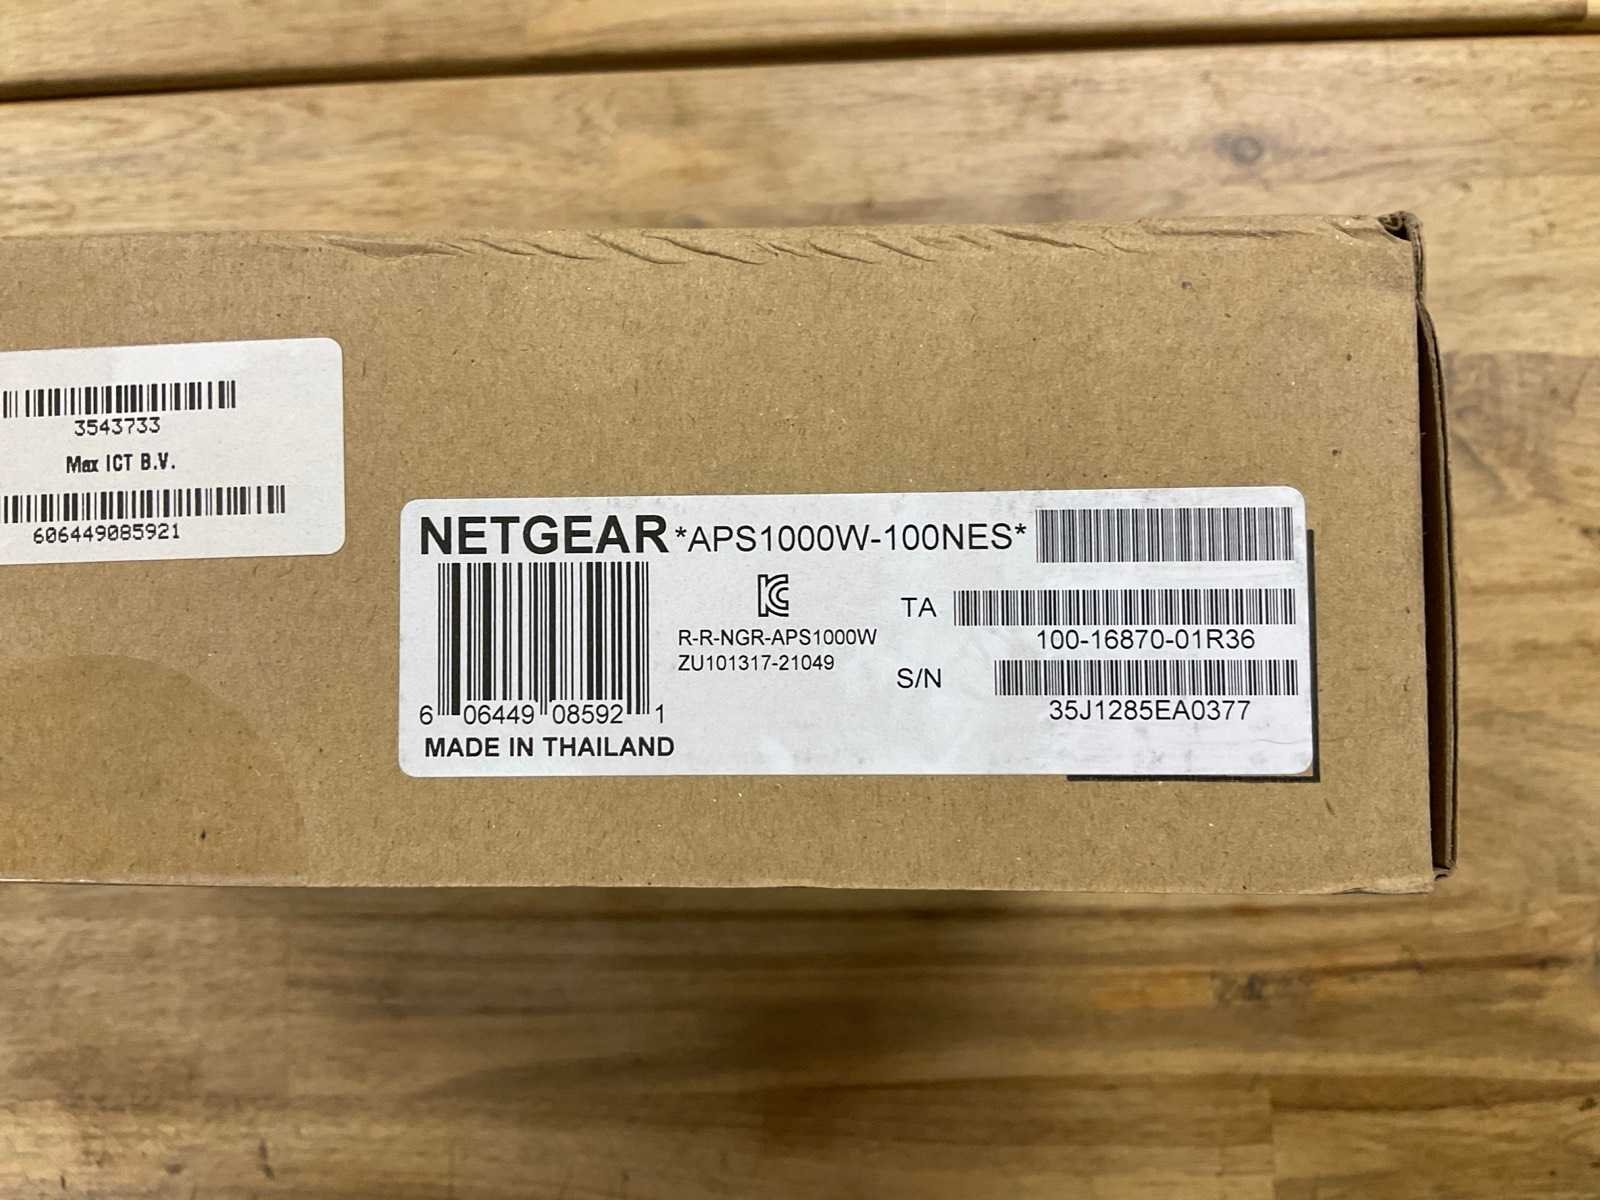 3543733
Max ICT B.V.
606449085921
NETGEAR *APS1000W-100NES*
R-R-NGR-APS1000W
ZU101317-21049
TA
100-16870-01R36
S/N
35J1285EA0377
6 06449 08592 1
MADE IN THAILAND